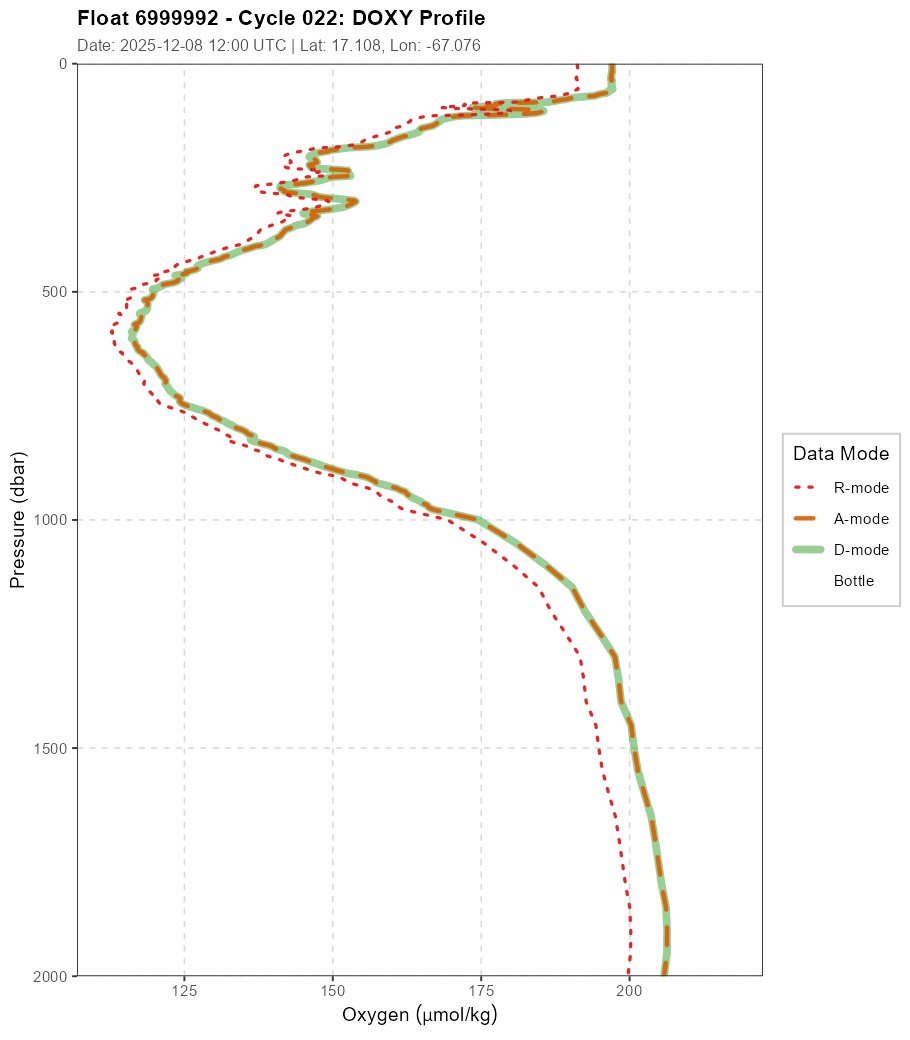 Float 6999992 - Cycle 022: DOXY Profile
Date: 2025-12-08 12:00 UTC | Lat: 17.108, Lon: -67.076
0
500
1000
1500
2000
Pressure (dbar)
125
150
175
200
Oxygen (μmol/kg)
Data Mode
R-mode
A-mode
D-mode
Bottle